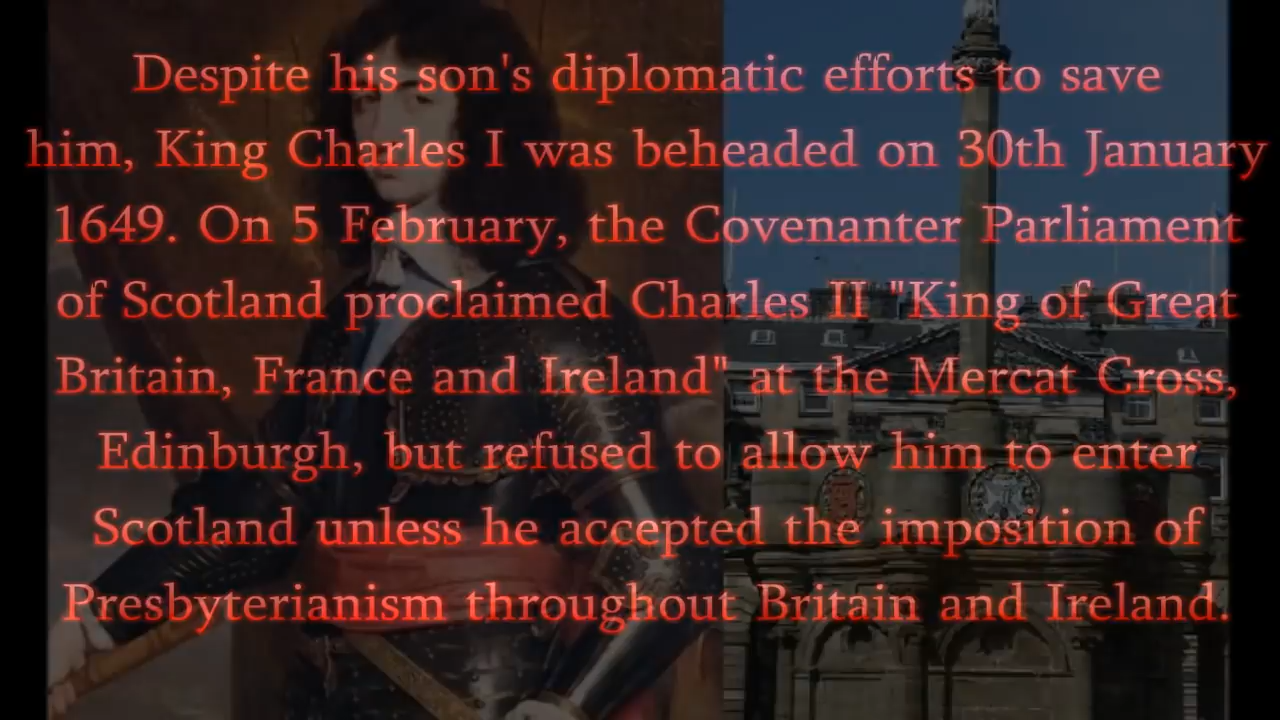 Despite his son's diplomatic efforts to save
him, King Charles I was beheaded on 30th January
1649. On 5 February, the Covenanter Parliament
of Scotland proclaimed Charles II "King of Great
Britain, France and Ireland" at the Mercat Cross,
Edinburgh, but refused to allow him to enter
Scotland unless he accepted the imposition of
Presbyterianism throughout Britain and Ireland.